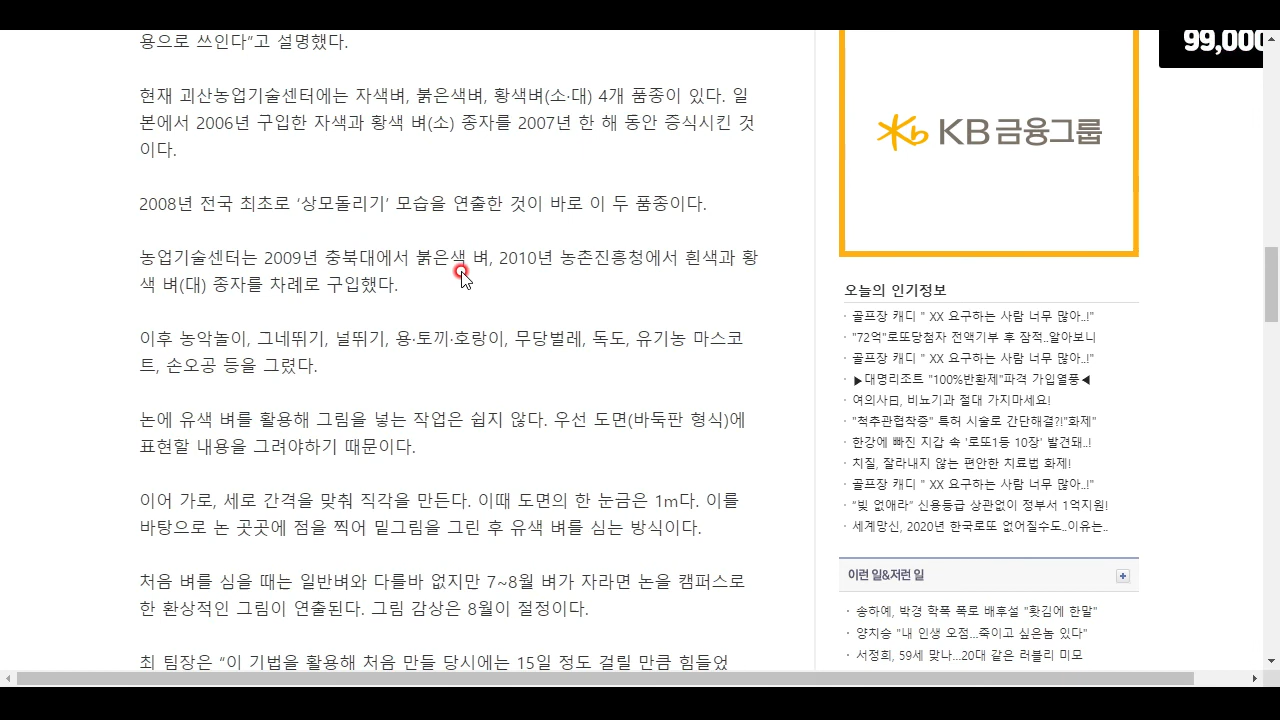 용으로 쓰인다"고 설명했다.
현재 괴산농업기술센터에는 자색벼, 붉은색벼, 황색벼(소·대) 4개 품종이 있다. 일
본에서 2006년 구입한 자색과 황색 벼(소) 종자를 2007년 한 해 동안 증식시킨 것
이다.
2008년 전국 최초로 '상모돌리기' 모습을 연출한 것이 바로 이 두 품종이다.
농업기술센터는 2009년 충북대에서 붉은색 벼, 2010년 농촌진흥청에서 흰색과 황
색 벼(대) 종자를 차례로 구입했다.
이후 농악놀이, 그네뛰기, 널뛰기, 용·토끼·호랑이, 무당벌레, 독도, 유기농 마스코
트, 손오공 등을 그렸다.
논에 유색 벼를 활용해 그림을 넣는 작업은 쉽지 않다. 우선 도면(바둑판 형식)에
표현할 내용을 그려야하기 때문이다.
이어 가로, 세로 간격을 맞춰 직각을 만든다. 이때 도면의 한 눈금은 1m다. 이를
바탕으로 논 곳곳에 점을 찍어 밑그림을 그린 후 유색 벼를 심는 방식이다.
처음 벼를 심을 때는 일반벼와 다를바 없지만 7~8월 벼가 자라면 논을 캠퍼스로
한 환상적인 그림이 연출된다. 그림 감상은 8월이 절정이다.
최 팀장은 "이 기법을 활용해 처음 만들 당시에는 15일 정도 걸릴 만큼 힘들었
99,000
KB금융그룹
오늘의 인기정보
· 골프장 캐디 " XX 요구하는 사람 너무 많아..!"
· "72억"로또당첨자 전액기부 후 잠적..알아보니
· 골프장 캐디 " XX 요구하는 사람 너무 많아..!"
· ▶대명리조트 "100%반환제"파격 가입열풍◀
· 여의사曰, 비뇨기과 절대 가지마세요!
· "척추관협착증" 특허 시술로 간단해결?!"화제"
· 한강에 빠진 지갑 속 '로또1등 10장' 발견돼..!
· 치질, 잘라내지 않는 편안한 치료법 화제!
· 골프장 캐디 " XX 요구하는 사람 너무 많아..!"
· "빚 없애라" 신용등급 상관없이 정부서 1억지원!
· 세계망신, 2020년 한국로또 없어질수도..이유는..
이런 일&저런 일
· 송하예, 박경 학폭 폭로 배후설 "홧김에 한말"
· 양치승 "내 인생 오점...죽이고 싶은놈 있다"
· 서정희, 59세 맞나...20대 같은 러블리 미모